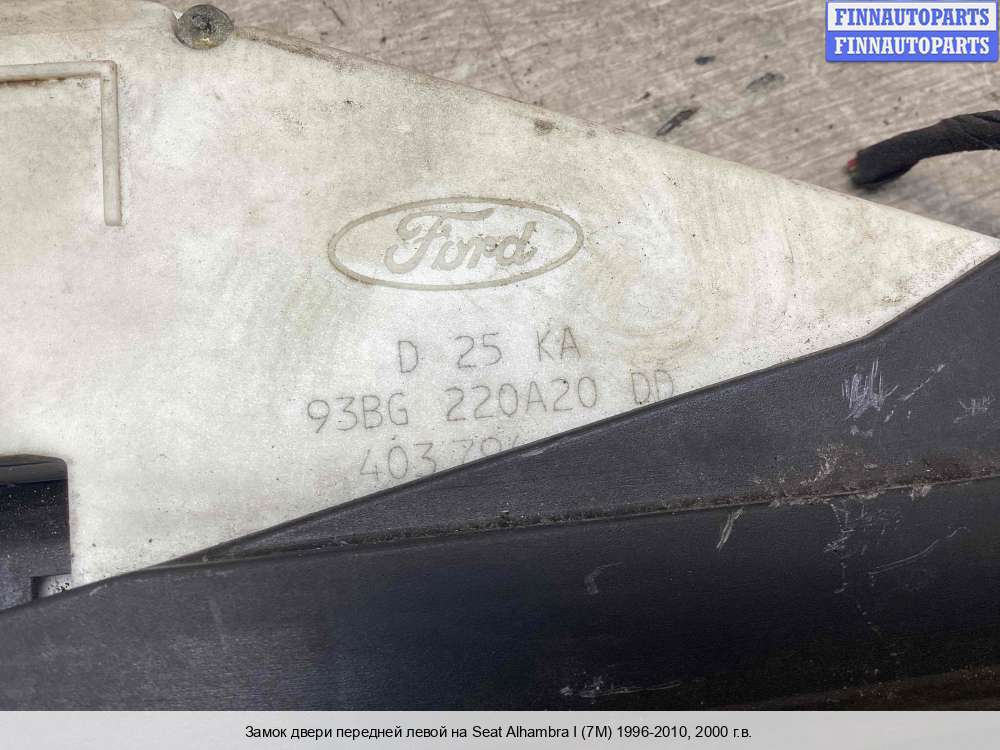 FINNAUTOPARTS
FINNAUTOPARTS
Ford
D 25 KA
93BG 220A20 DD
403
Замок двери передней левой на Seat Alhambra I (7M) 1996-2010, 2000 г.в.